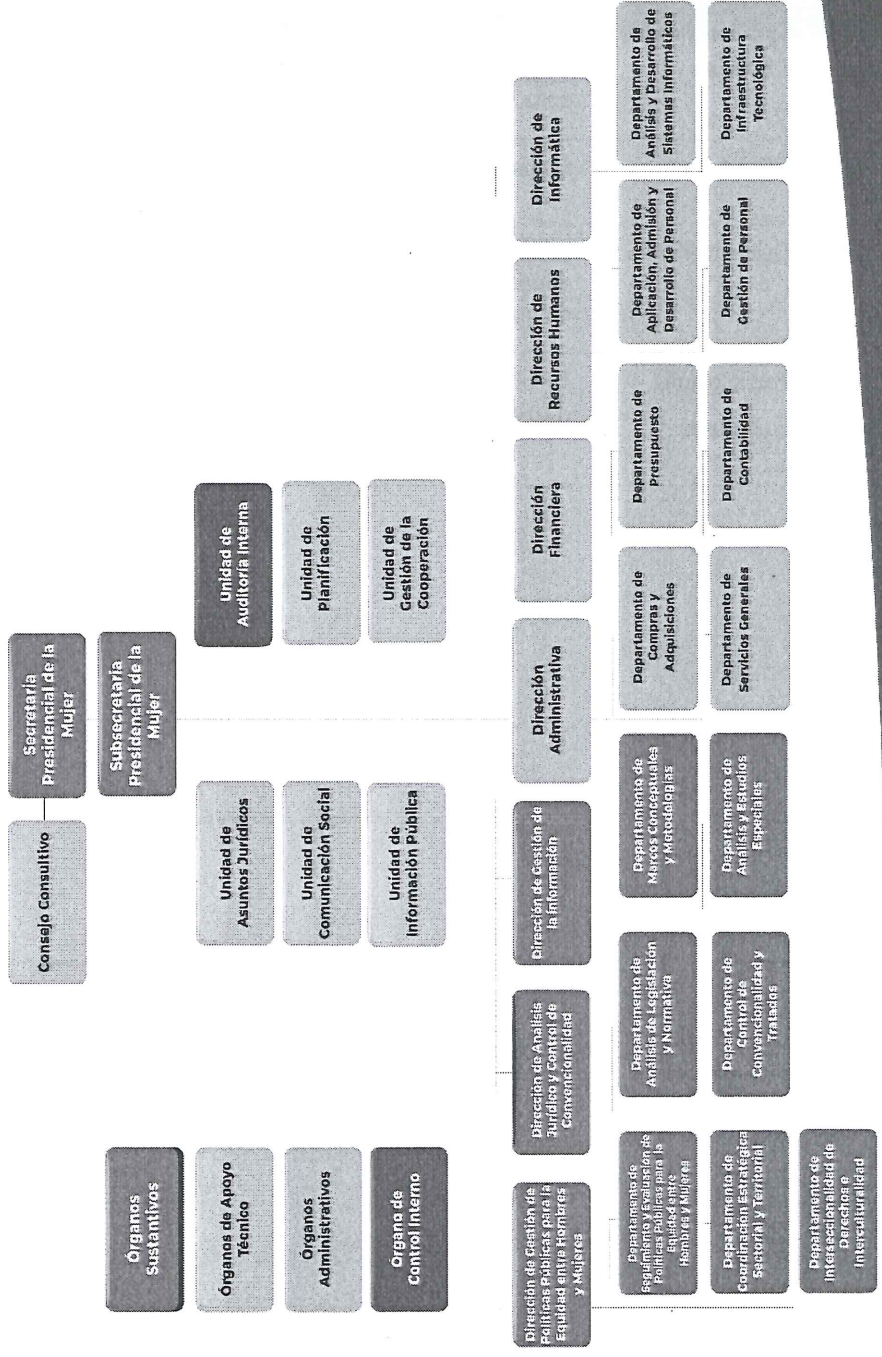 Consejo Consultivo
Secretaria
Presidencial de la
Mujer
Subsecretaria
Presidencial de la
Mujer
Órganos
Sustantivos
Órganos de Apoyo
Técnico
Órganos
Administrativos
Órgano de
Control Interno
Unidad de
Asuntos Jurídicos
Unidad de
Comunicación Social
Unidad de
Información Pública
Unidad de
Auditoría Interna
Unidad de
Planificación
Unidad de
Gestión de la
Cooperación
Dirección de Gestión de
Políticas Públicas para la
Equidad entre Hombres
y Mujeres
Dirección de Análisis
Jurídico y Control de
Convencionalidad
Dirección de Gestión de
la Información
Dirección
Administrativa
Dirección
Financiera
Dirección de
Recursos Humanos
Dirección de
Informática
Departamento de
Seguimiento y Evaluación de
Políticas Públicas para la
Equidad entre
Hombres y Mujeres
Departamento de
Coordinación Estratégica
Sectorial y Territorial
Departamento de
Interseccionalidad de
Derechos e
Interculturalidad
Departamento de
Análisis de Legislación
y Normativa
Departamento de
Control de
Convencionalidad y
Tratados
Departamento de
Marcos Conceptuales
y Metodologías
Departamento de
Análisis y Estudios
Especiales
Departamento de
Compras y
Adquisiciones
Departamento de
Servicios Generales
Departamento de
Presupuesto
Departamento de
Contabilidad
Departamento de
Aplicación, Admisión y
Desarrollo de Personal
Departamento de
Gestión de Personal
Departamento de
Análisis y Desarrollo de
Sistemas Informáticos
Departamento de
Infraestructura
Tecnológica